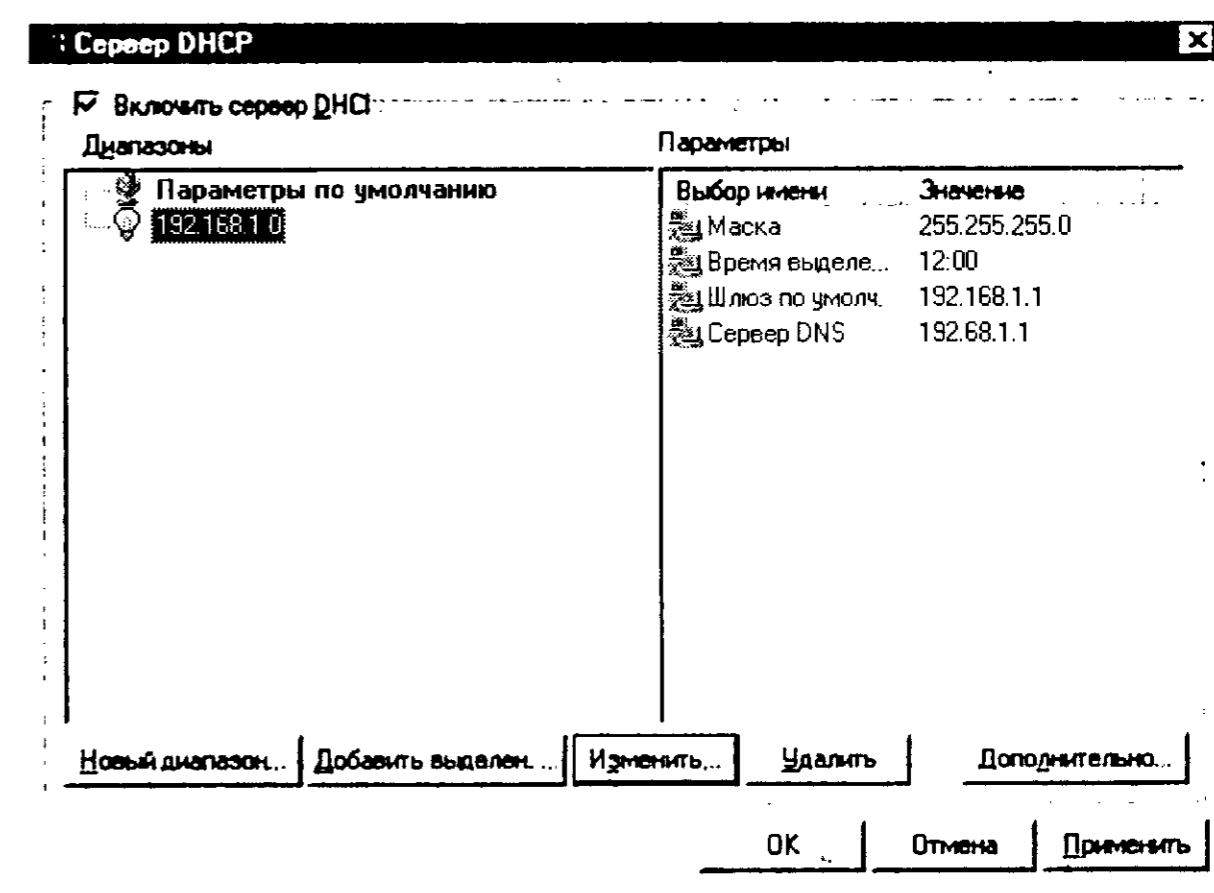 Сервер DHCP
Включить сервер DHCP
Диапазоны
Параметры
Параметры по умолчанию
192.168.1.0
Выбор имени Значение
Маска 255.255.255.0
Время выделе... 12:00
Шлюз по умолч. 192.168.1.1
Сервер DNS 192.68.1.1
Новый диапазон... Добавить выделен. ... Изменить... Удалить Дополнительно...
OK Отмена Применить